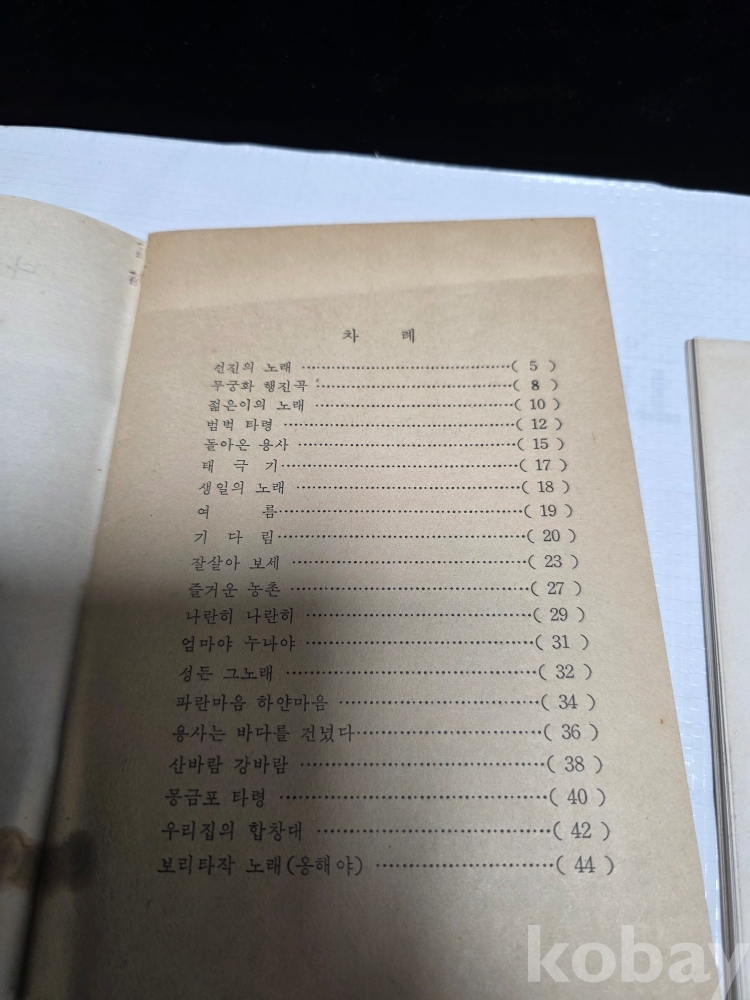 차 례
전진의 노래 ( 5 )
무궁화 행진곡 ( 8 )
젊은이의 노래 ( 10 )
범벅 타령 ( 12 )
돌아온 용사 ( 15 )
태 극 기 ( 17 )
생일의 노래 ( 18 )
여 름 ( 19 )
기 다 림 ( 20 )
잘살아 보세 ( 23 )
즐거운 농촌 ( 27 )
나란히 나란히 ( 29 )
엄마야 누나야 ( 31 )
성든 그노래 ( 32 )
파란마음 하얀마음 ( 34 )
용사는 바다를 건넜다 ( 36 )
산바람 강바람 ( 38 )
몽금포 타령 ( 40 )
우리집의 합창대 ( 42 )
보리타작 노래(옹해야) ( 44 )
kobay